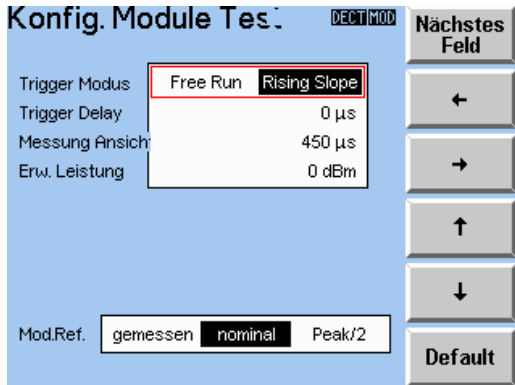 Konfig. Module Test DECT MOD
Nächstes
Feld
Trigger Modus Free Run Rising Slope
Trigger Delay 0 µs
Messung Ansich 450 µs
Erw. Leistung 0 dBm
←
→
↑
↓
Mod.Ref. gemessen nominal Peak/2
Default